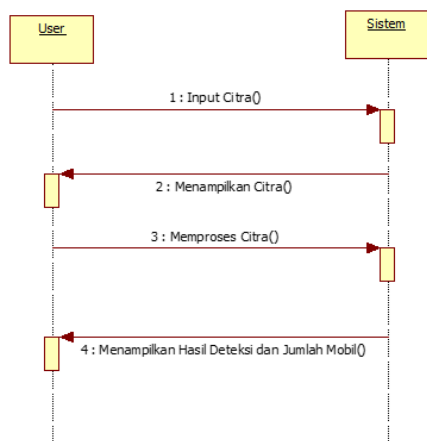 User
Sistem
1 : Input Citra()
2 : Menampilkan Citra()
3 : Memproses Citra()
4 : Menampilkan Hasil Deteksi dan Jumlah Mobil()